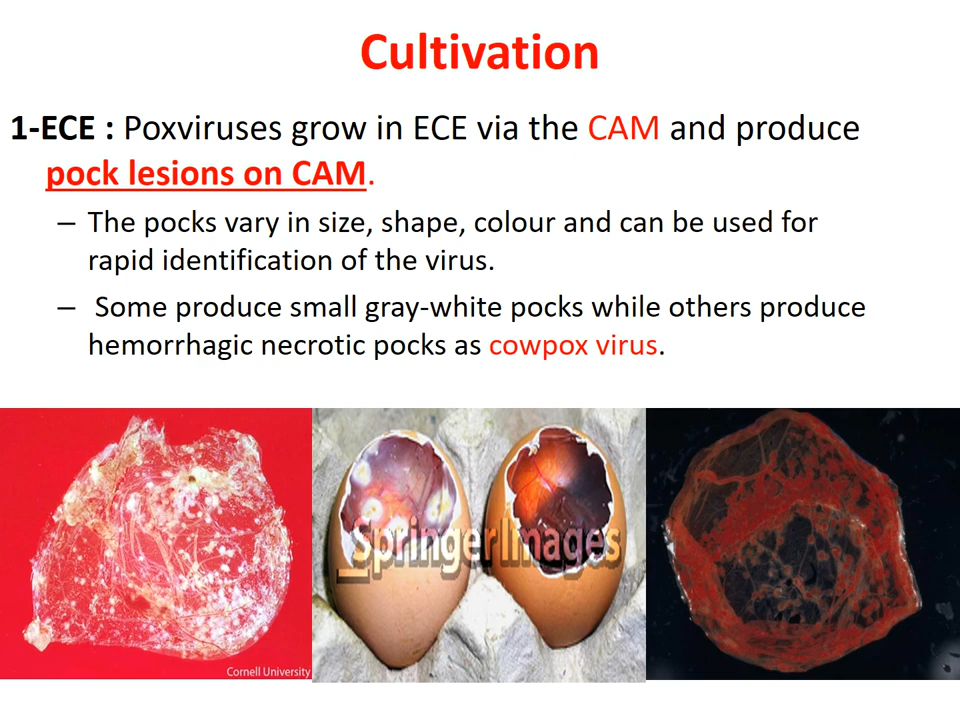 Cultivation
1-ECE : Poxviruses grow in ECE via the CAM and produce
pock lesions on CAM.
– The pocks vary in size, shape, colour and can be used for
rapid identification of the virus.
– Some produce small gray-white pocks while others produce
hemorrhagic necrotic pocks as cowpox virus.
SpringerImages
Cornell University